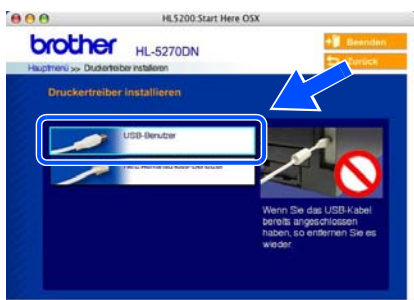 HL5200:Start Here OSX
brother HL-5270DN
Beenden
Zurück
Hauptmenü >> Druckertreiber installieren
Druckertreiber installieren
USB-Benutzer
Wenn Sie das USB-Kabel
bereits angeschlossen
haben, so entfernen Sie es
wieder.